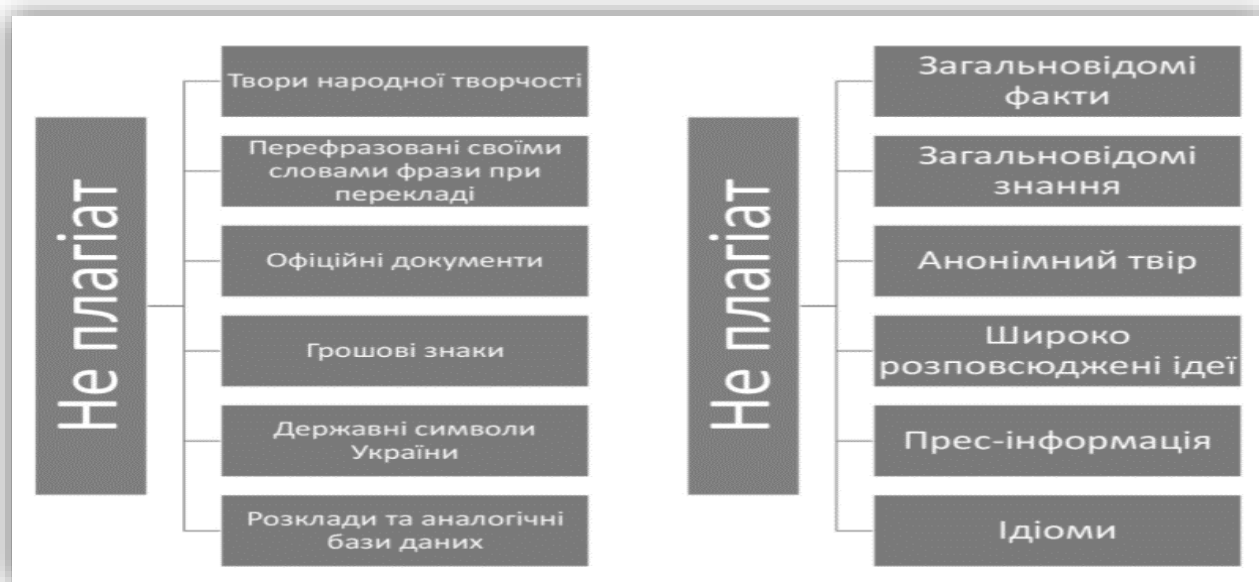 Не плагіат
Твори народної творчості
Перефразовані своїми
словами фрази при
перекладі
Офіційні документи
Грошові знаки
Державні символи
України
Розклади та аналогічні
бази даних
Не плагіат
Загальновідомі
факти
Загальновідомі
знання
Анонімний твір
Широко
розповсюджені ідеї
Прес-інформація
Ідіоми